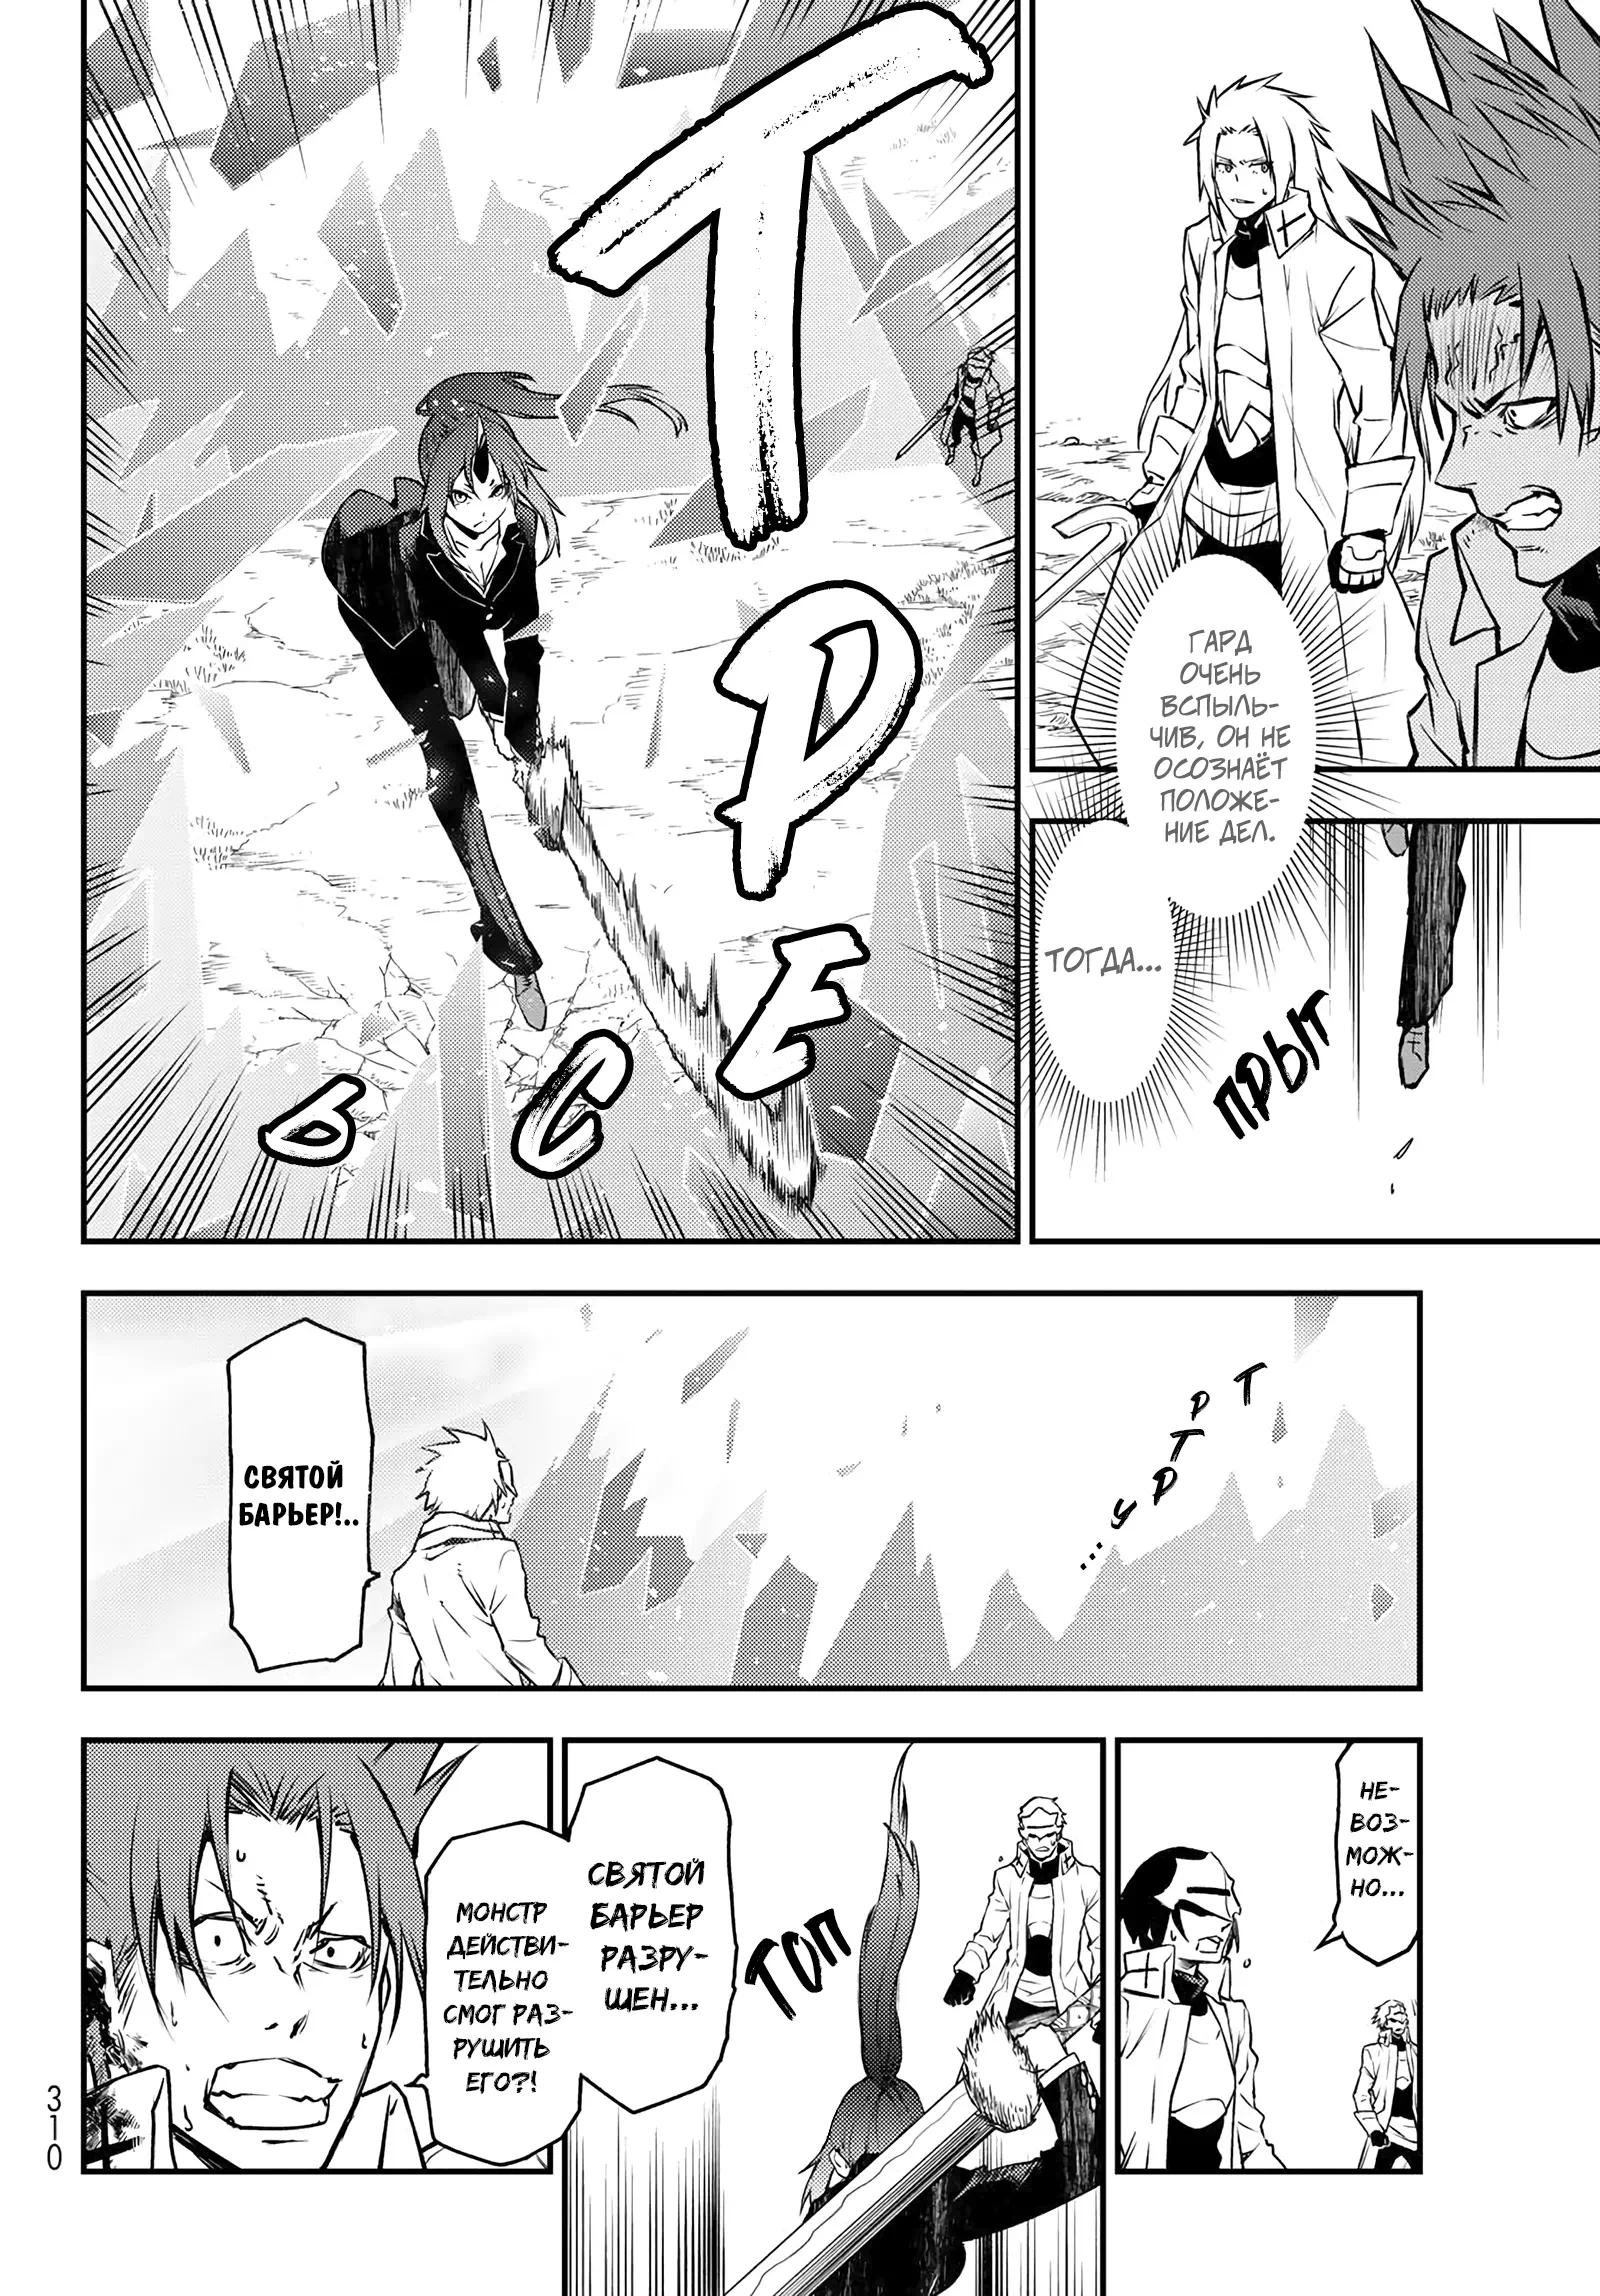 ГАРД
ОЧЕНЬ
ВСПЫЛЬ-
ЧИВ, ОН НЕ
ОСОЗНАЁТ
ПОЛОЖЕ-
НИЕ ДЕЛ.
ТОГДА...
ПРЫГ
Т
Р
Е
С
Ь
Т
Р
Т
Р
У
...
СВЯТОЙ
БАРЬЕР!..
НЕ-
ВОЗ-
МОЖ-
НО...
ТОП
СВЯТОЙ
БАРЬЕР
РАЗРУ-
ШЕН...
МОНСТР
ДЕЙСТВИ-
ТЕЛЬНО
СМОГ РАЗ-
РУШИТЬ
ЕГО?!
310